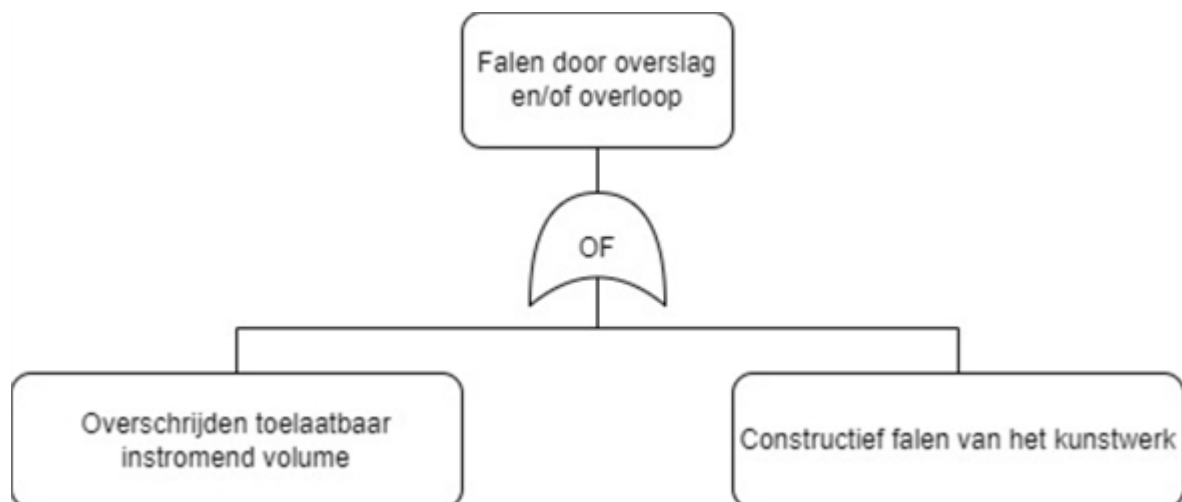 Falen door overslag
en/of overloop
OF
Overschrijden toelaatbaar
instromend volume
Constructief falen van het kunstwerk